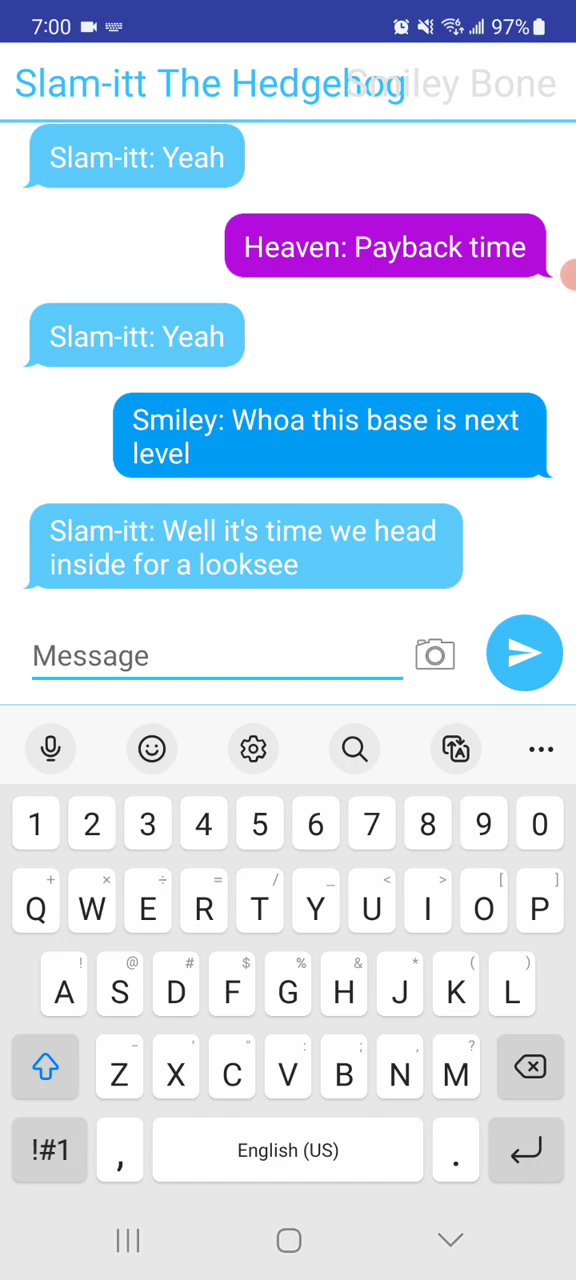 7:00 97%
Slam-itt The Hedgehog Smiley Bone
Slam-itt: Yeah
Heaven: Payback time
Slam-itt: Yeah
Smiley: Whoa this base is next
level
Slam-itt: Well it's time we head
inside for a looksee
Message
1 2 3 4 5 6 7 8 9 0
+ × ÷ = / _ < > [ ]
Q W E R T Y U I O P
! @ # $ % & * ( )
A S D F G H J K L
- ' " : ; , ?
Z X C V B N M
!#1 , English (US) .